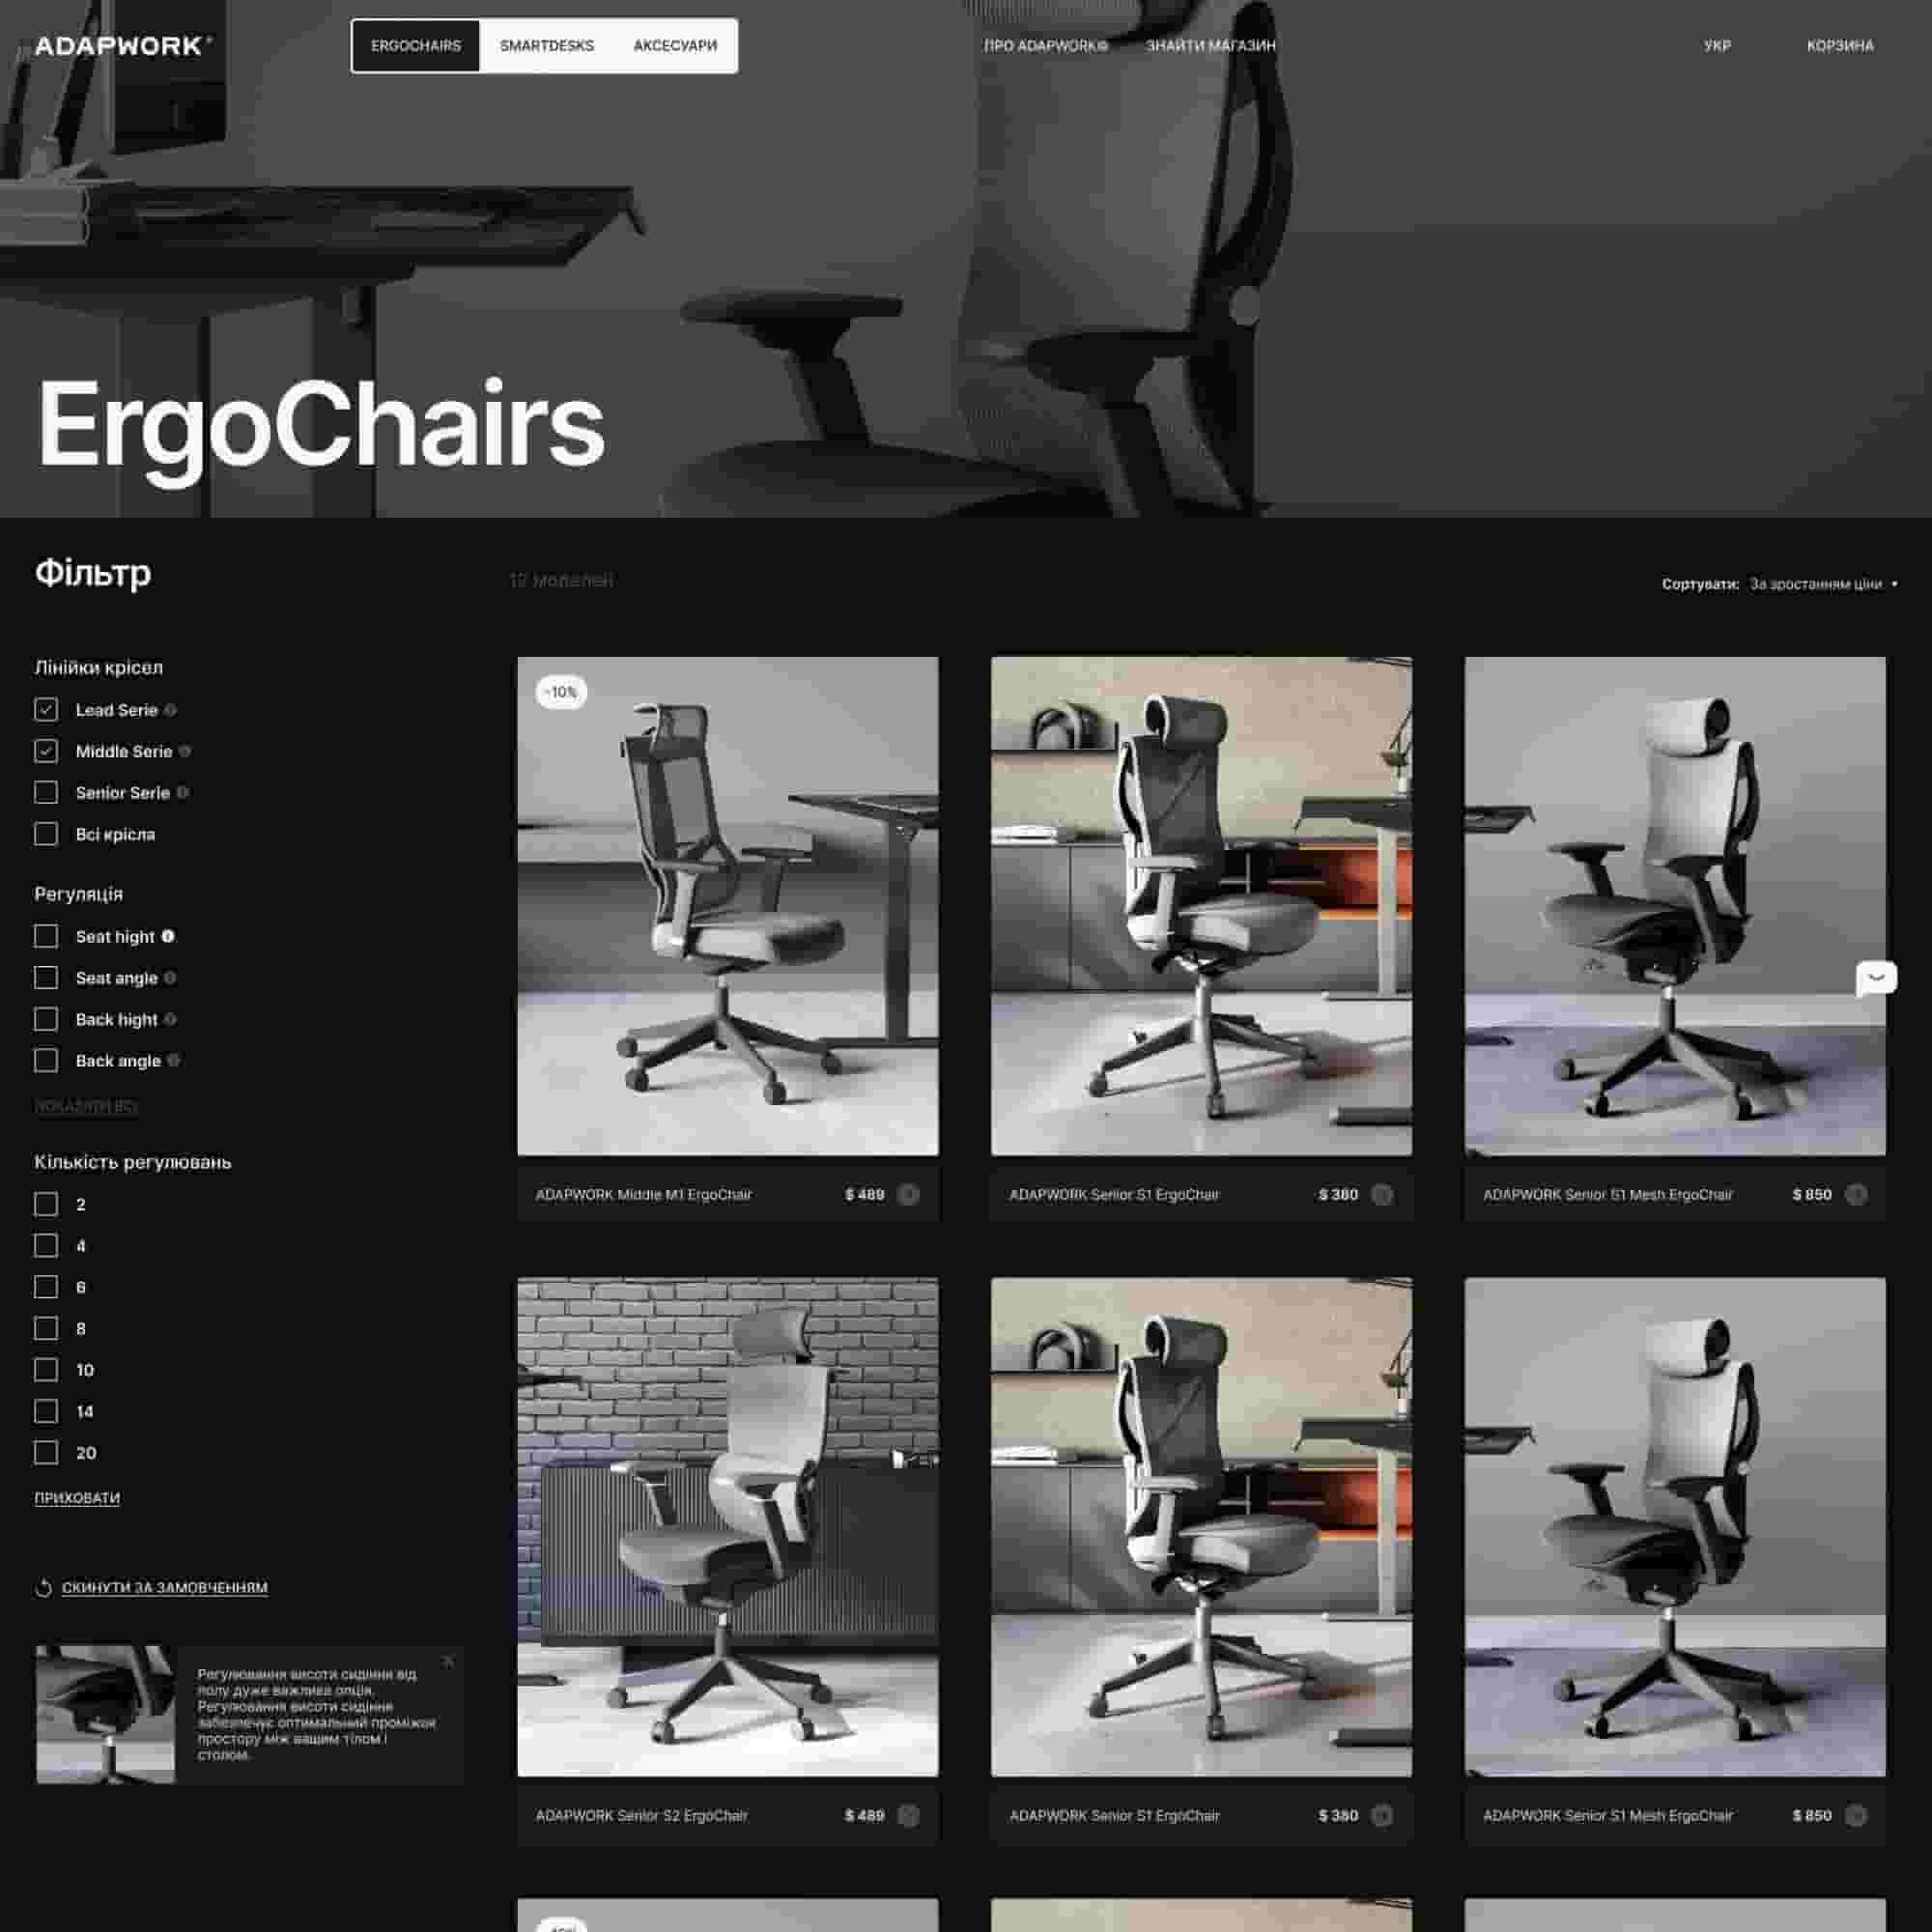 ADAPWORK
ERGOCHAIRS
SMARTDESKS
АКСЕСУАРИ
ПРО ADAPWORK®
ЗНАЙТИ МАГАЗИН
УКР
КОРЗИНА
ErgoChairs
Фільтр
12 моделей
Сортувати: За зростанням ціни
Лінійки крісел
Lead Serie
Middle Serie
Senior Serie
Всі крісла
Регуляція
Seat hight
Seat angle
Back hight
Back angle
ПОКАЗАТИ ВСІ
Кількість регулювань
2
4
6
8
10
14
20
ПРИХОВАТИ
СКИНУТИ ЗА ЗАМОВЧЕННЯМ
Регулювання висоти сидіння від
полу дуже важлива опція.
Регулювання висоти сидіння
забезпечує оптимальний проміжок
простору між вашим тілом і
столом.
-10%
ADAPWORK Middle M1 ErgoChair $ 489
ADAPWORK Senior S1 ErgoChair $ 380
ADAPWORK Senior S1 Mesh ErgoChair $ 850
ADAPWORK Senior S2 ErgoChair $ 489
ADAPWORK Senior S1 ErgoChair $ 380
ADAPWORK Senior S1 Mesh ErgoChair $ 850